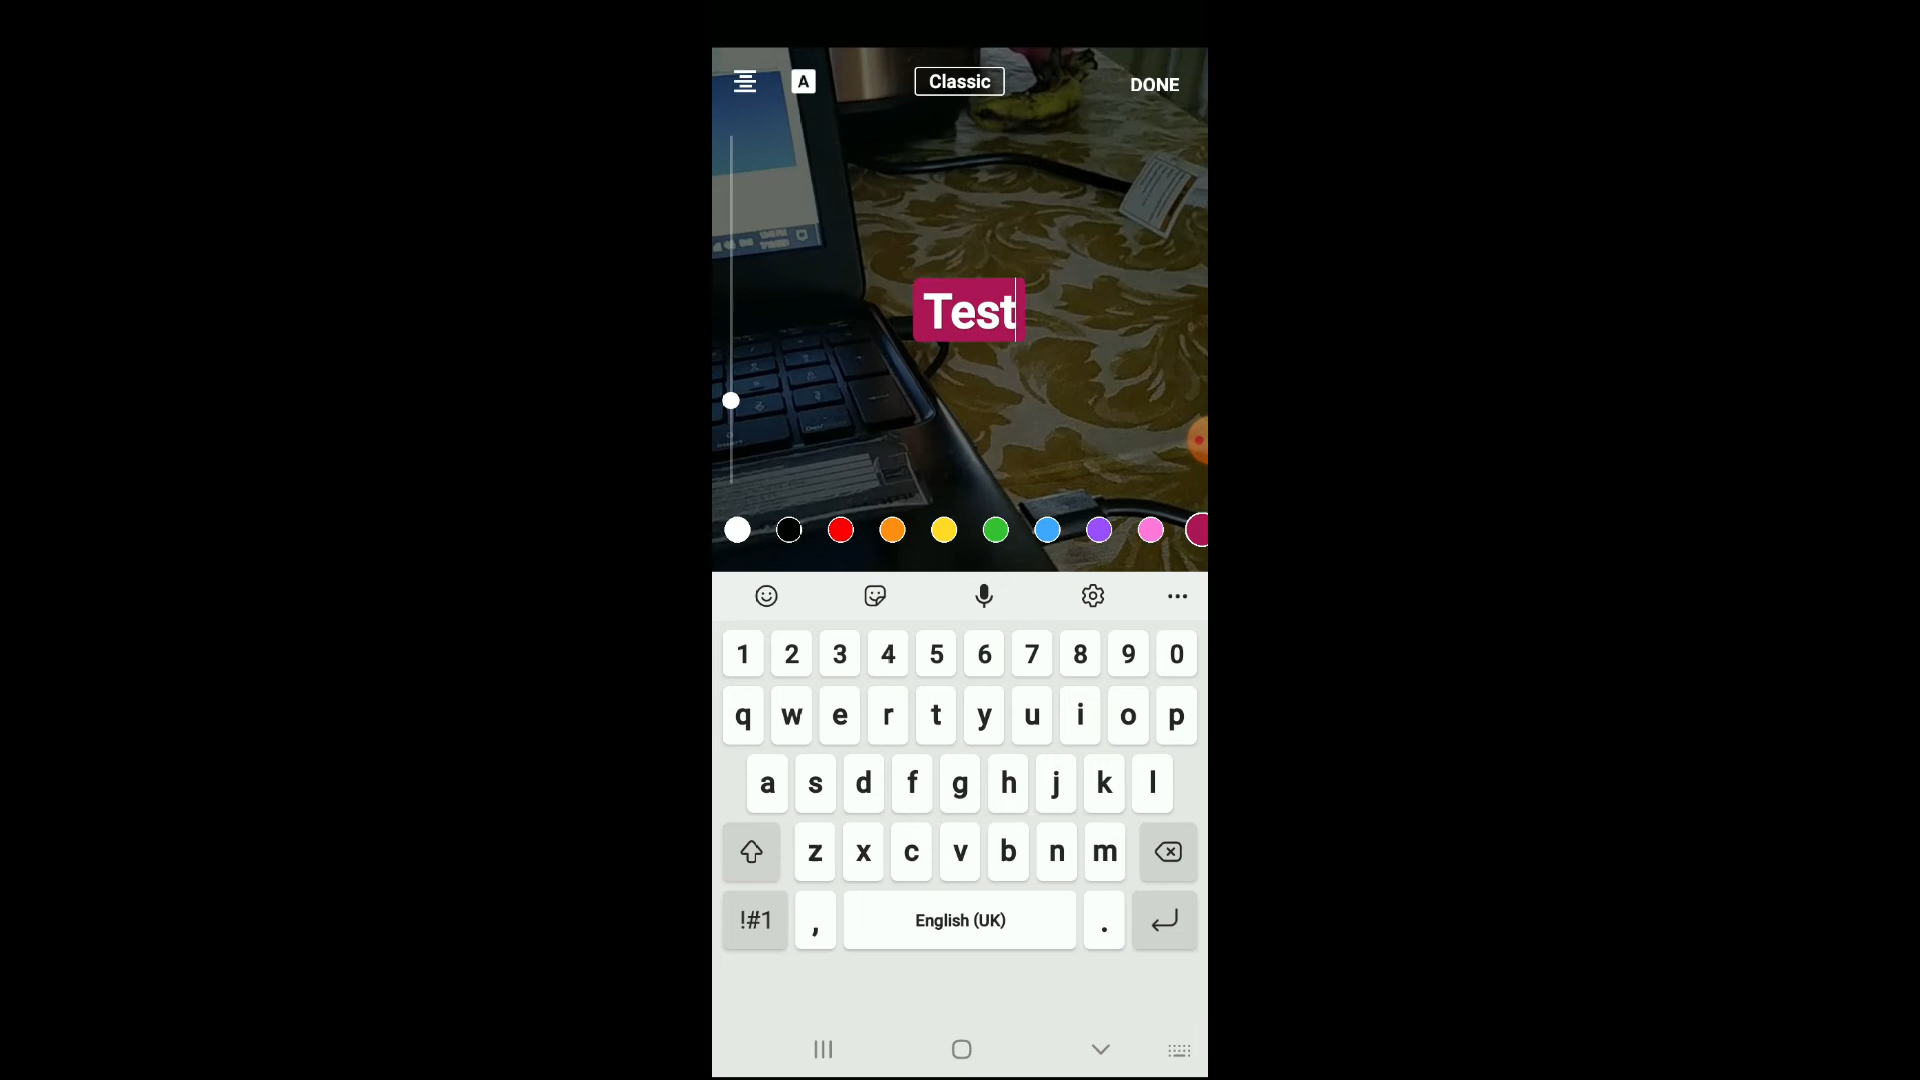 A Classic DONE
Test
1 2 3 4 5 6 7 8 9 0
q w e r t y u i o p
a s d f g h j k l
z x c v b n m
!#1 , English (UK) .